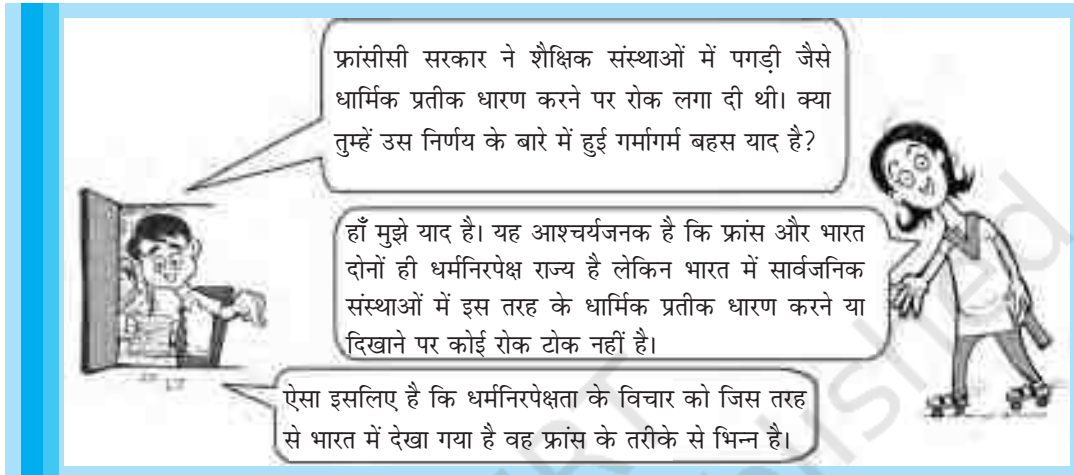 फ्रांसीसी सरकार ने शैक्षिक संस्थाओं में पगड़ी जैसे
धार्मिक प्रतीक धारण करने पर रोक लगा दी थी। क्या
तुम्हें उस निर्णय के बारे में हुई गर्मागर्म बहस याद है?
हाँ मुझे याद है। यह आश्चर्यजनक है कि फ्रांस और भारत
दोनों ही धर्मनिरपेक्ष राज्य है लेकिन भारत में सार्वजनिक
संस्थाओं में इस तरह के धार्मिक प्रतीक धारण करने या
दिखाने पर कोई रोक टोक नहीं है।
ऐसा इसलिए है कि धर्मनिरपेक्षता के विचार को जिस तरह
से भारत में देखा गया है वह फ्रांस के तरीके से भिन्न है।